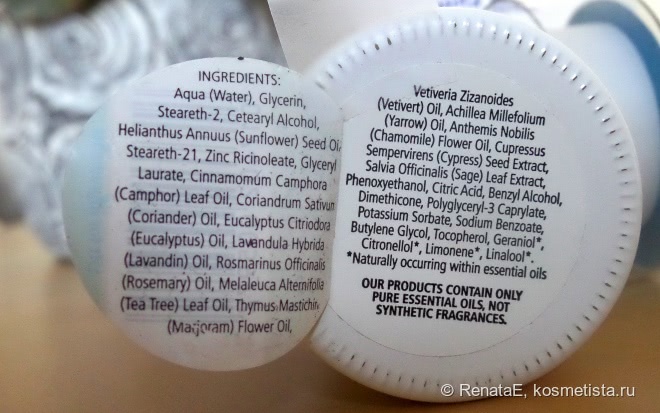 INGREDIENTS:
Aqua (Water), Glycerin,
Steareth-2, Cetearyl Alcohol,
Helianthus Annuus (Sunflower) Seed Oil,
Steareth-21, Zinc Ricinoleate, Glyceryl
Laurate, Cinnamomum Camphora
(Camphor) Leaf Oil, Coriandrum Sativum
(Coriander) Oil, Eucalyptus Citriodora
(Eucalyptus) Oil, Lavandula Hybrida
(Lavandin) Oil, Rosmarinus Officinalis
(Rosemary) Oil, Melaleuca Alternifolia
(Tea Tree) Leaf Oil, Thymus Mastichina
(Marjoram) Flower Oil,
Vetiveria Zizanoides
(Vetivert) Oil, Achillea Millefolium
(Yarrow) Oil, Anthemis Nobilis
(Chamomile) Flower Oil, Cupressus
Sempervirens (Cypress) Seed Extract,
Salvia Officinalis (Sage) Leaf Extract,
Phenoxyethanol, Citric Acid, Benzyl Alcohol,
Dimethicone, Polyglyceryl-3 Caprylate,
Potassium Sorbate, Sodium Benzoate,
Butylene Glycol, Tocopherol, Geraniol*,
Citronellol*, Limonene*, Linalool*.
*Naturally occurring within essential oils
OUR PRODUCTS CONTAIN ONLY
PURE ESSENTIAL OILS, NOT
SYNTHETIC FRAGRANCES.
© RenataE, kosmetista.ru